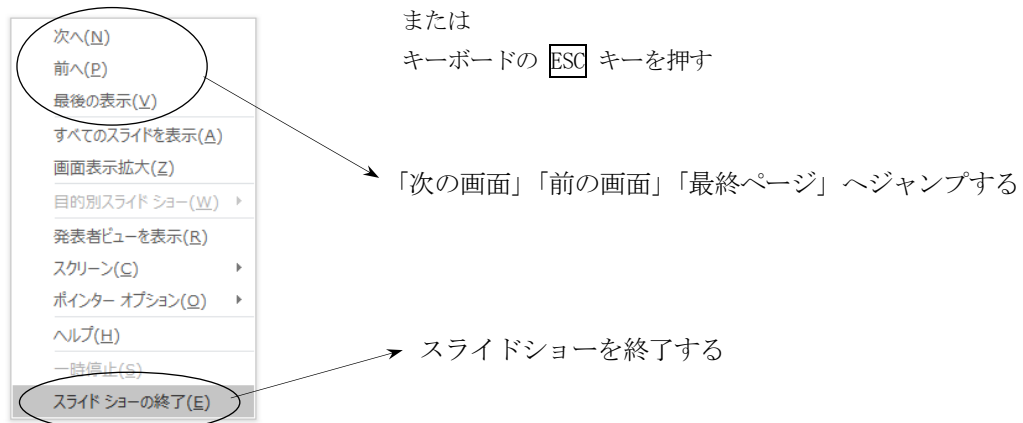 または
キーボードの ESC キーを押す
次へ(N)
前へ(P)
最後の表示(V)
すべてのスライドを表示(A)
画面表示拡大(Z)
目的別スライド ショー(W)
発表者ビューを表示(R)
スクリーン(C)
ポインター オプション(O)
ヘルプ(H)
一時停止(S)
スライド ショーの終了(E)
「次の画面」「前の画面」「最終ページ」へジャンプする
スライドショーを終了する